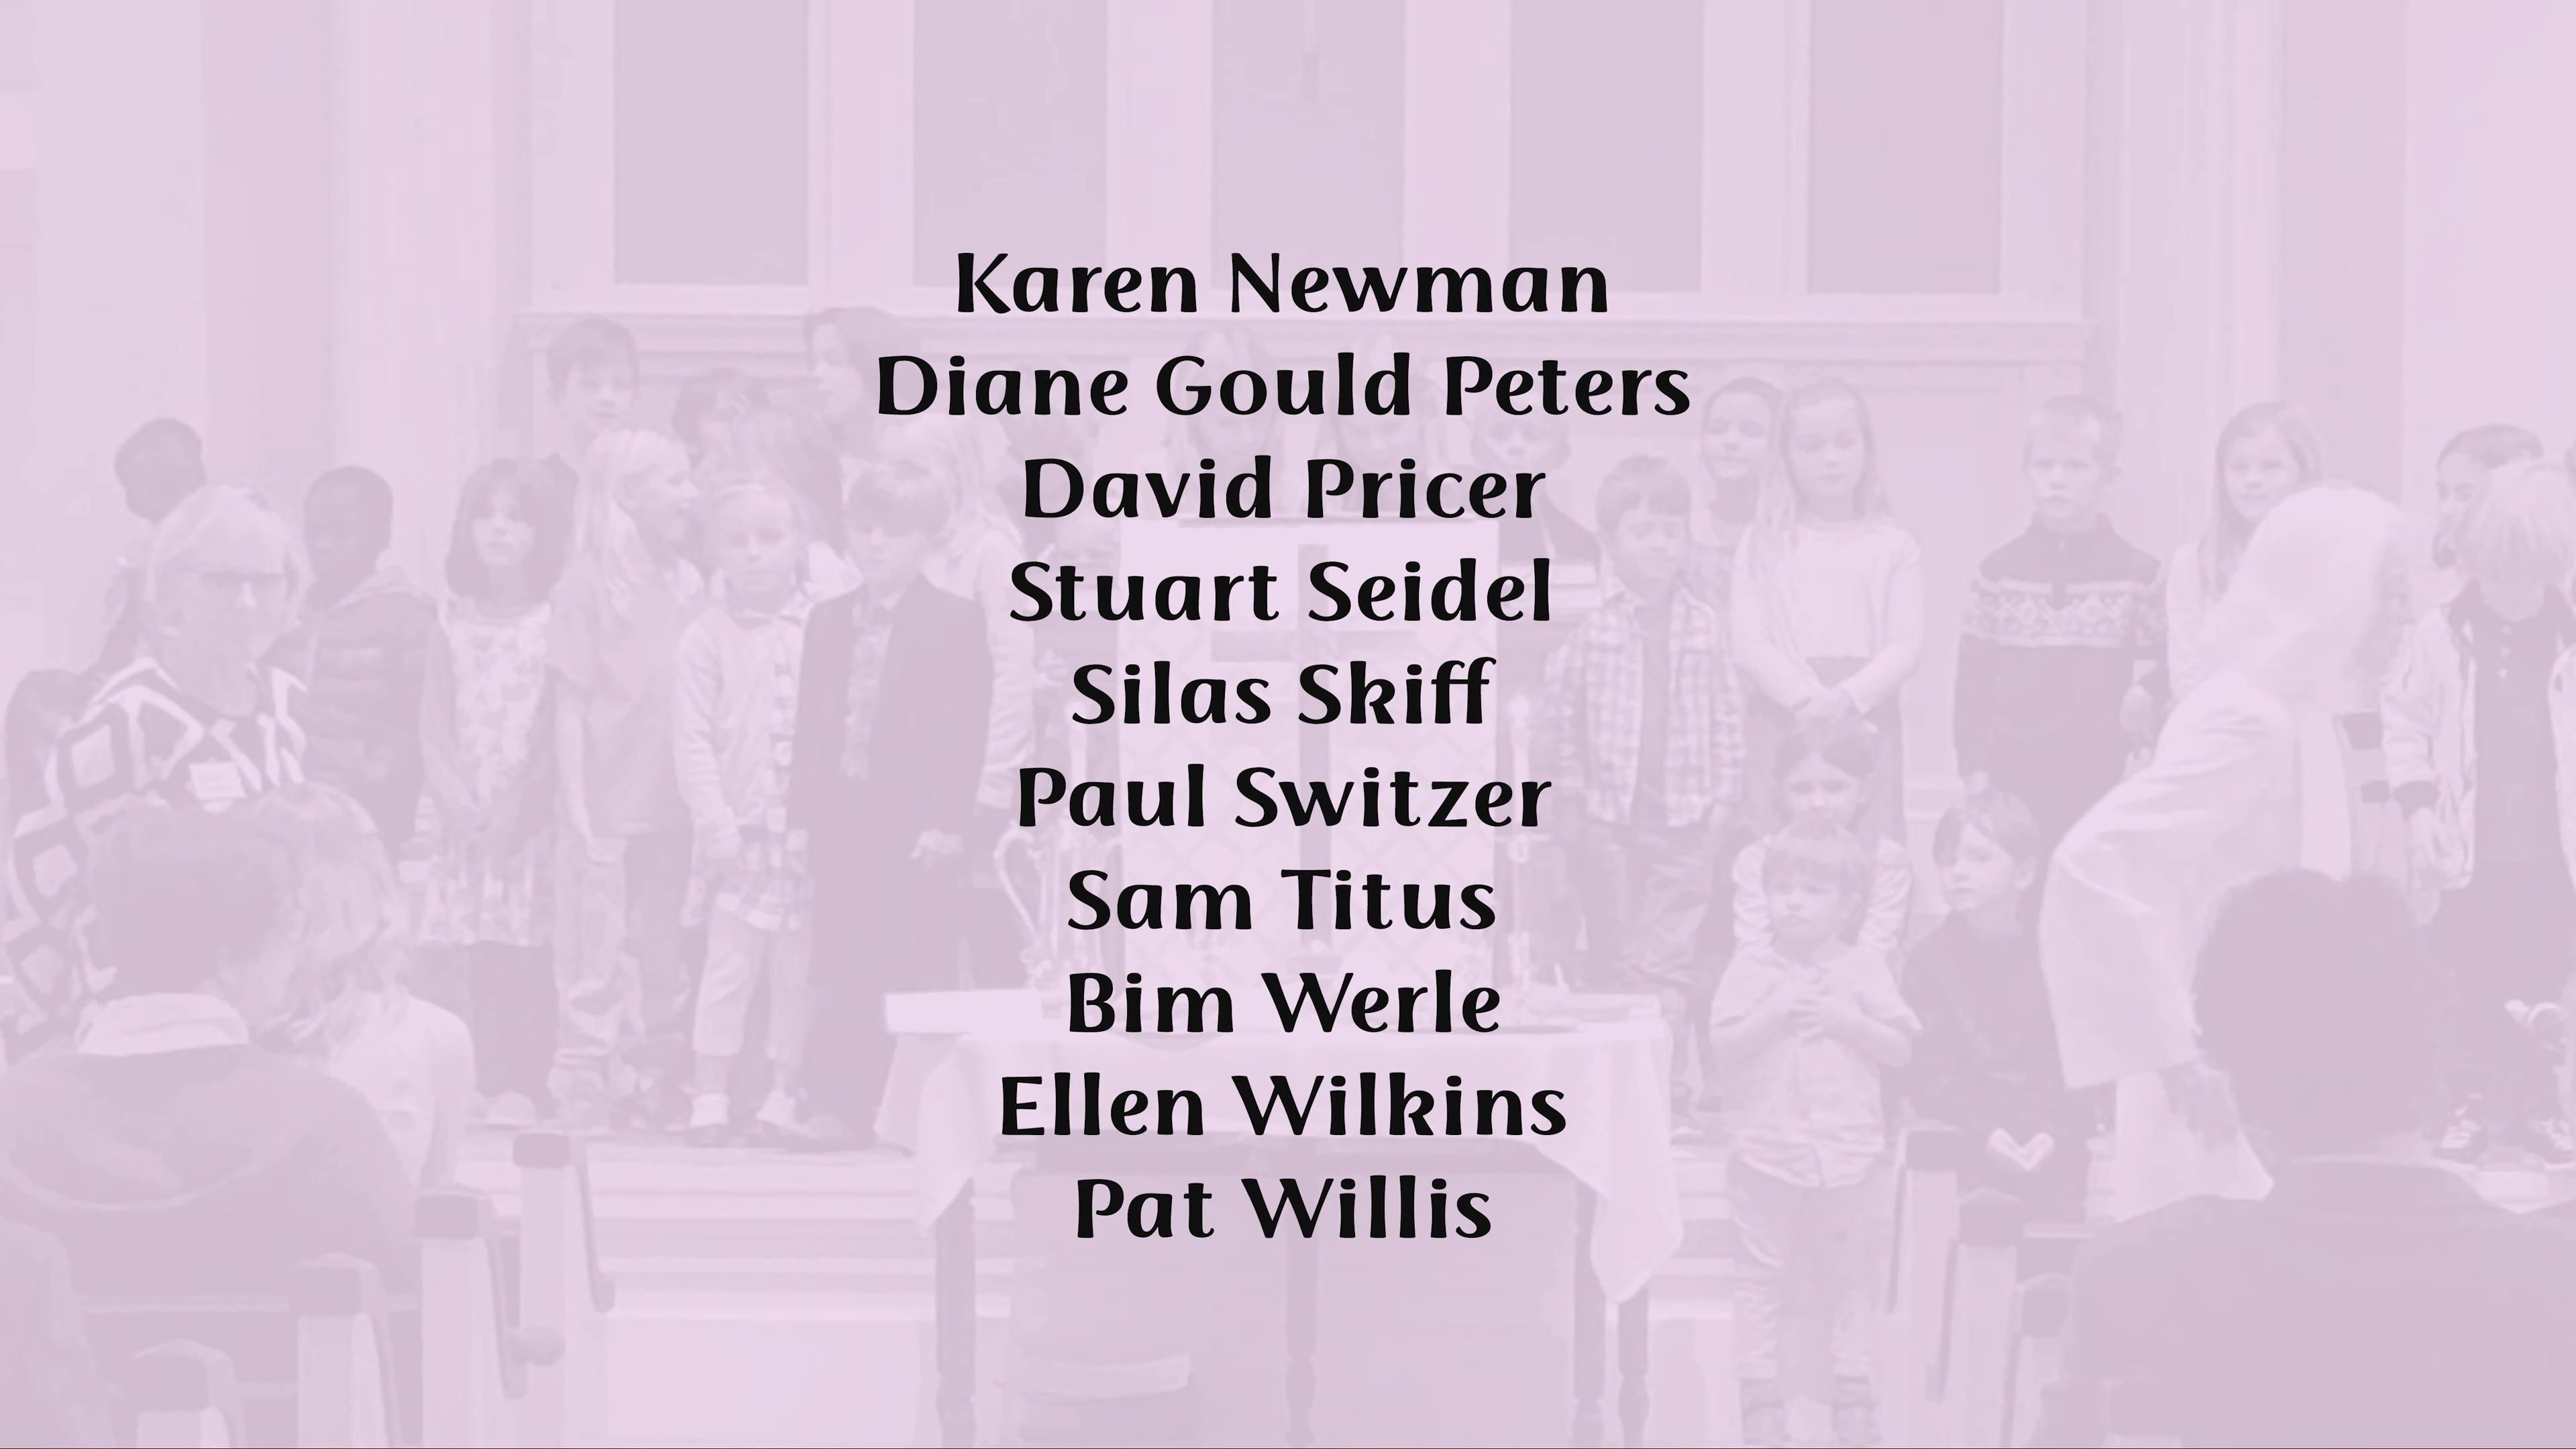 Karen Newman
Diane Gould Peters
David Pricer
Stuart Seidel
Silas Skiff
Paul Switzer
Sam Titus
Bim Werle
Ellen Wilkins
Pat Willis